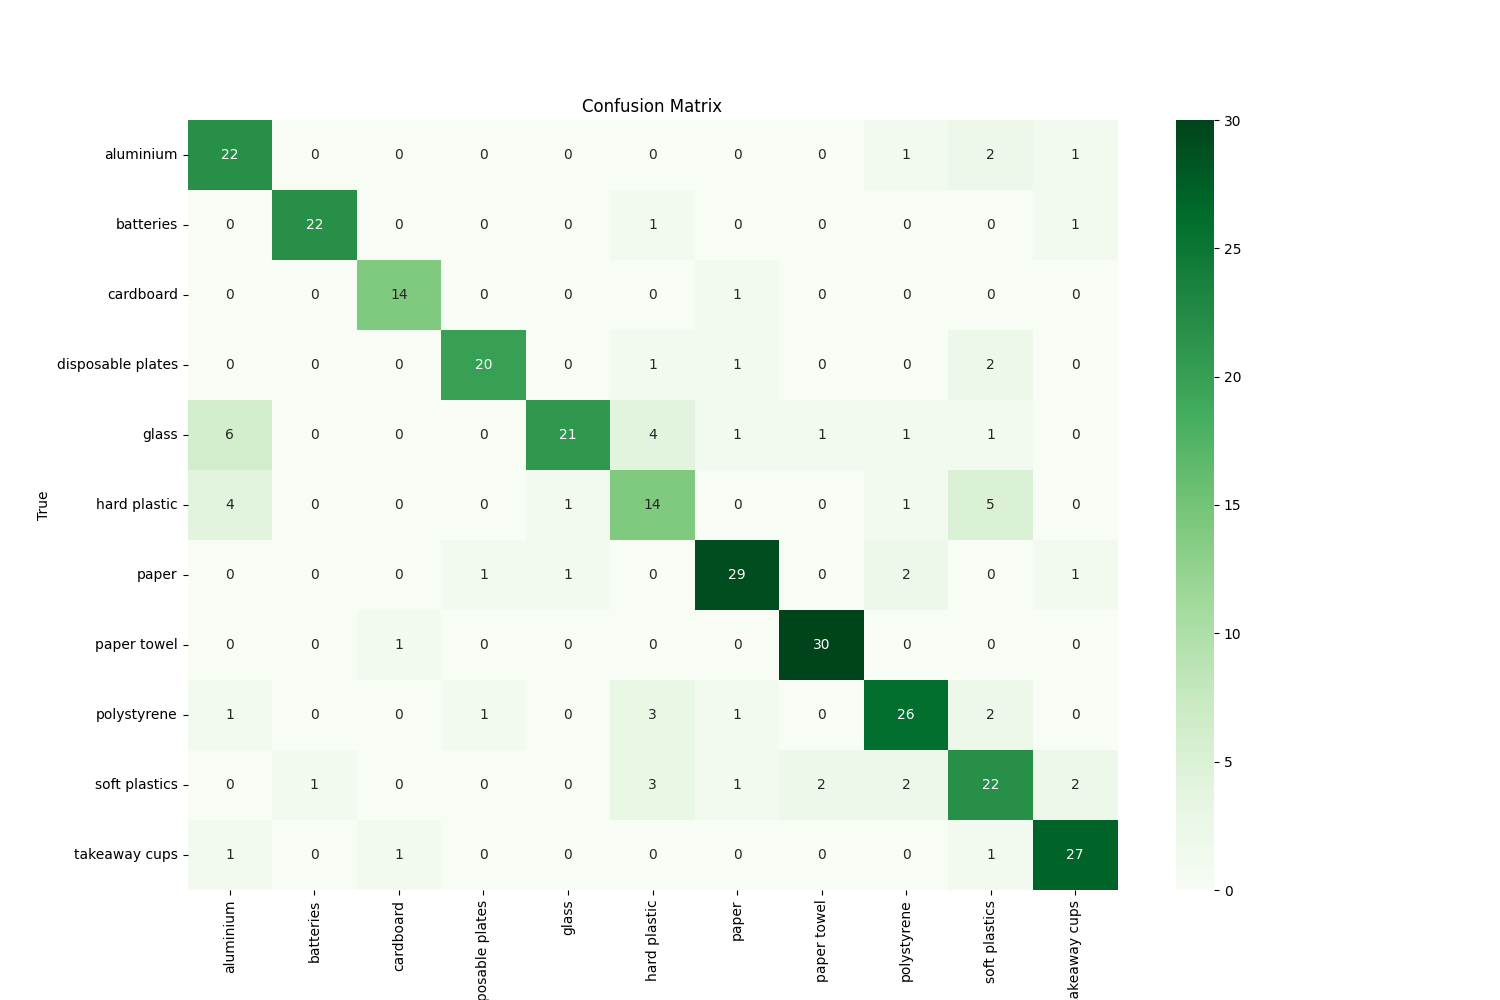 Confusion Matrix
aluminium 22 0 0 0 0 0 0 0 1 2 1
batteries 0 22 0 0 0 1 0 0 0 0 1
cardboard 0 0 14 0 0 0 1 0 0 0 0
disposable plates 0 0 0 20 0 1 1 0 0 2 0
glass 6 0 0 0 21 4 1 1 1 1 0
hard plastic 4 0 0 0 1 14 0 0 1 5 0
paper 0 0 0 1 1 0 29 0 2 0 1
paper towel 0 0 1 0 0 0 0 30 0 0 0
polystyrene 1 0 0 1 0 3 1 0 26 2 0
soft plastics 0 1 0 0 0 3 1 2 2 22 2
takeaway cups 1 0 1 0 0 0 0 0 0 1 27
True
aluminium
batteries
cardboard
posable plates
glass
hard plastic
paper
paper towel
polystyrene
soft plastics
akeaway cups
30
25
20
15
10
5
0